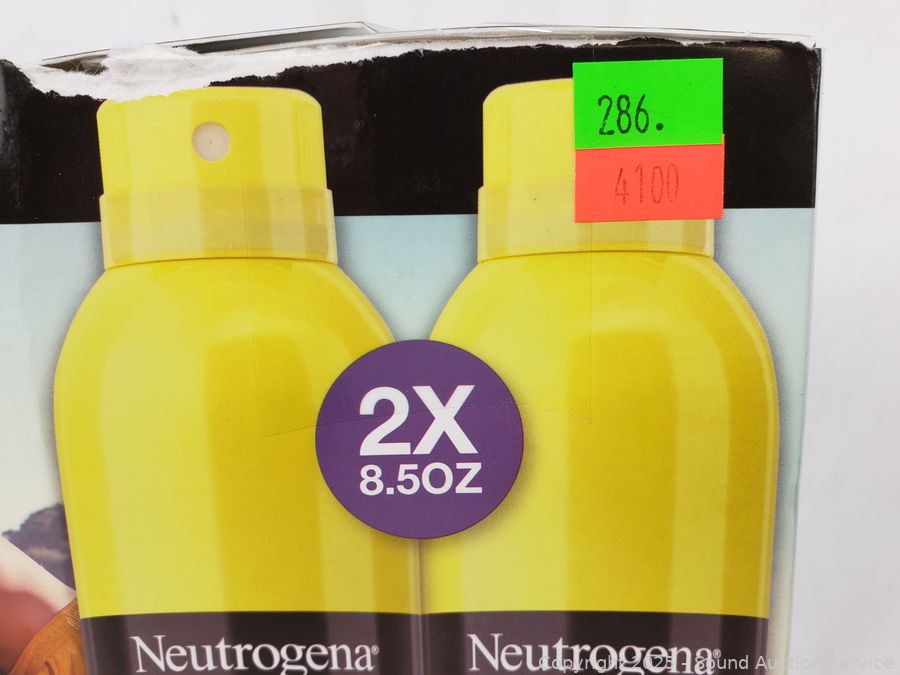 286.
4100
2X
8.5OZ
Neutrogena® Neutrogena®
Copyright 2025 - Sound Auction Service